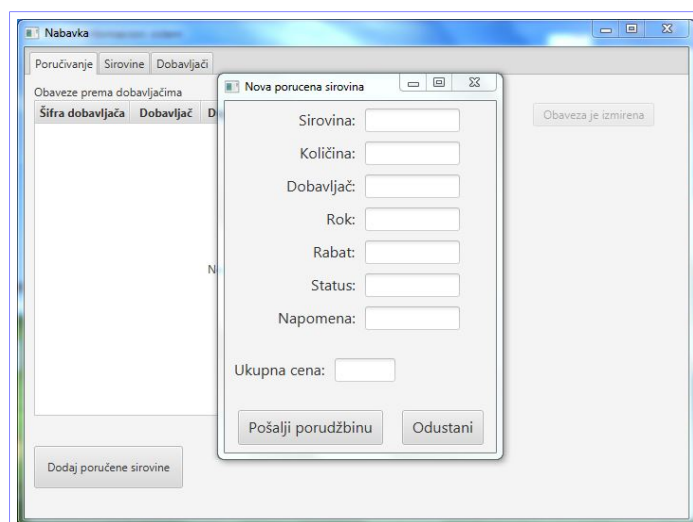 Nabavka
Poručivanje Sirovine Dobavljači
Obaveze prema dobavljačima
Šifra dobavljača Dobavljač D
Obaveza je izmirena
N
Dodaj poručene sirovine
Nova porucena sirovina
Sirovina:
Količina:
Dobavljač:
Rok:
Rabat:
Status:
Napomena:
Ukupna cena:
Pošalji porudžbinu Odustani